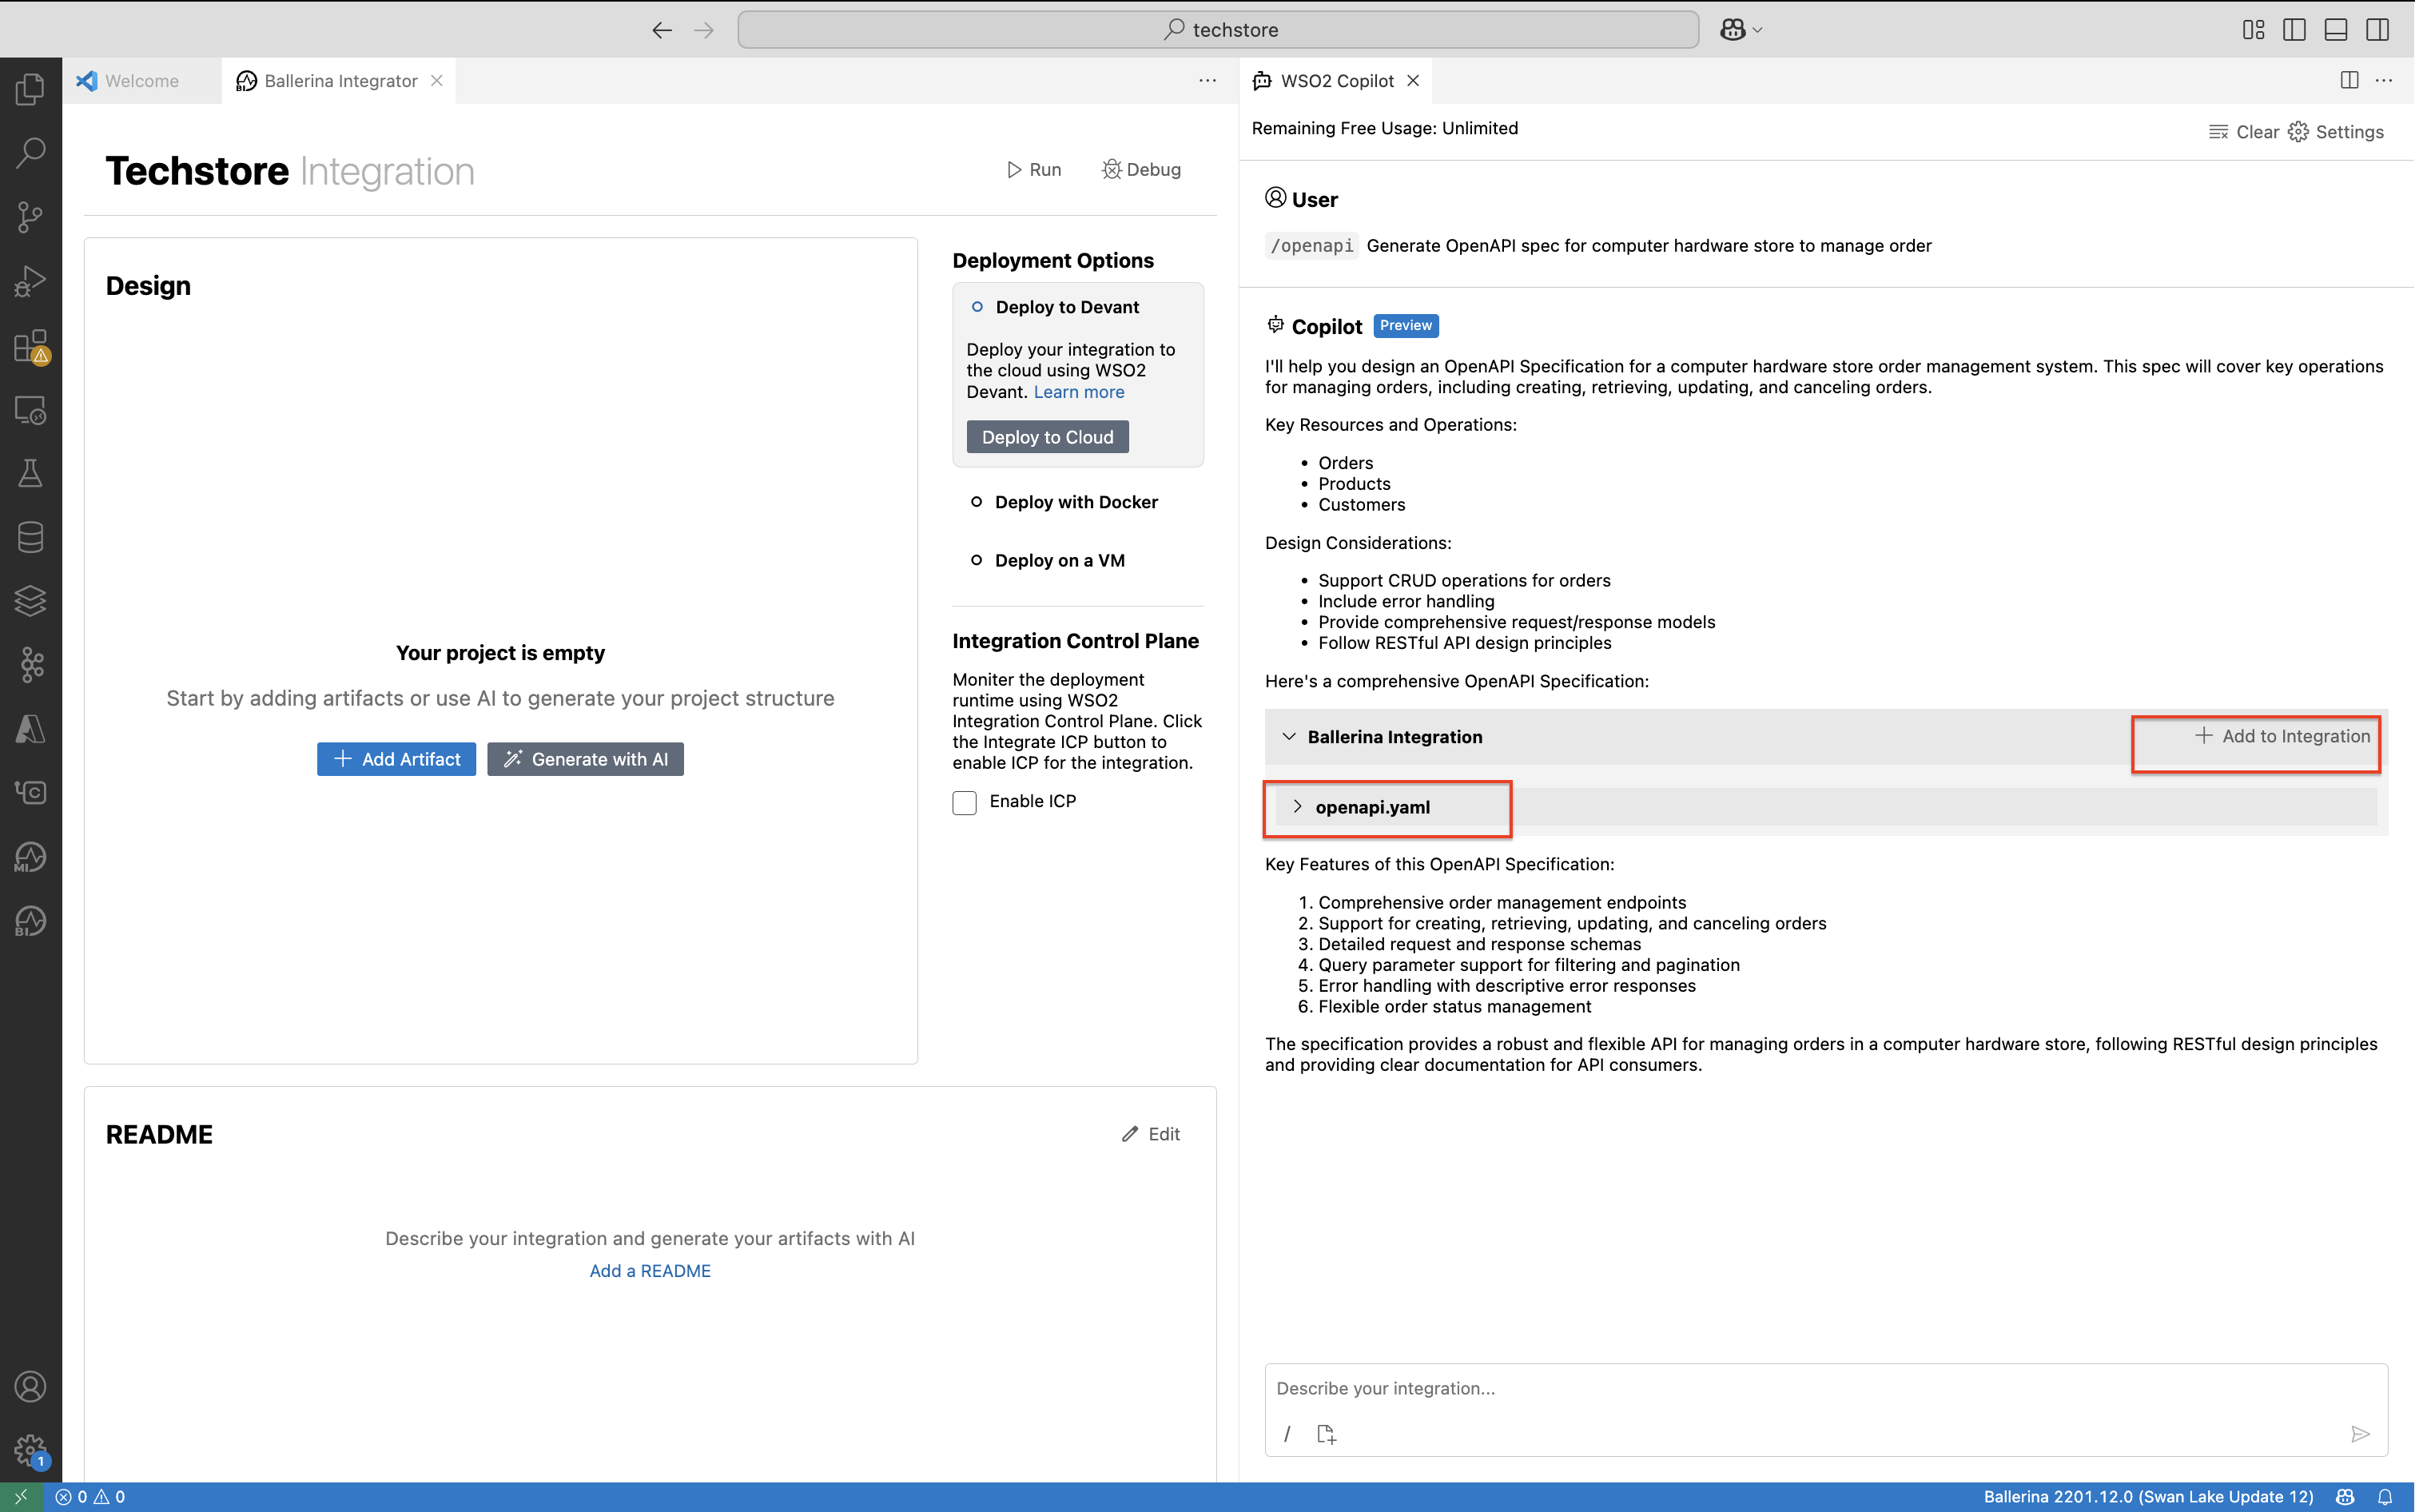 techstore
Welcome
Ballerina Integrator
WSO2 Copilot
Techstore Integration
Run
Debug
Design
Your project is empty
Start by adding artifacts or use AI to generate your project structure
Add Artifact
Generate with AI
Deployment Options
Deploy to Devant
Deploy your integration to
the cloud using WSO2
Devant. Learn more
Deploy to Cloud
Deploy with Docker
Deploy on a VM
Integration Control Plane
Moniter the deployment
runtime using WSO2
Integration Control Plane. Click
the Integrate ICP button to
enable ICP for the integration.
Enable ICP
README
Edit
Describe your integration and generate your artifacts with AI
Add a README
Remaining Free Usage: Unlimited
Clear
Settings
User
/openapi Generate OpenAPI spec for computer hardware store to manage order
Copilot Preview
I'll help you design an OpenAPI Specification for a computer hardware store order management system. This spec will cover key operations
for managing orders, including creating, retrieving, updating, and canceling orders.
Key Resources and Operations:
• Orders
• Products
• Customers
Design Considerations:
• Support CRUD operations for orders
• Include error handling
• Provide comprehensive request/response models
• Follow RESTful API design principles
Here's a comprehensive OpenAPI Specification:
Ballerina Integration
Add to Integration
openapi.yaml
Key Features of this OpenAPI Specification:
1. Comprehensive order management endpoints
2. Support for creating, retrieving, updating, and canceling orders
3. Detailed request and response schemas
4. Query parameter support for filtering and pagination
5. Error handling with descriptive error responses
6. Flexible order status management
The specification provides a robust and flexible API for managing orders in a computer hardware store, following RESTful design principles
and providing clear documentation for API consumers.
Describe your integration...
/
MI
BI
1
0 0
Ballerina 2201.12.0 (Swan Lake Update 12)